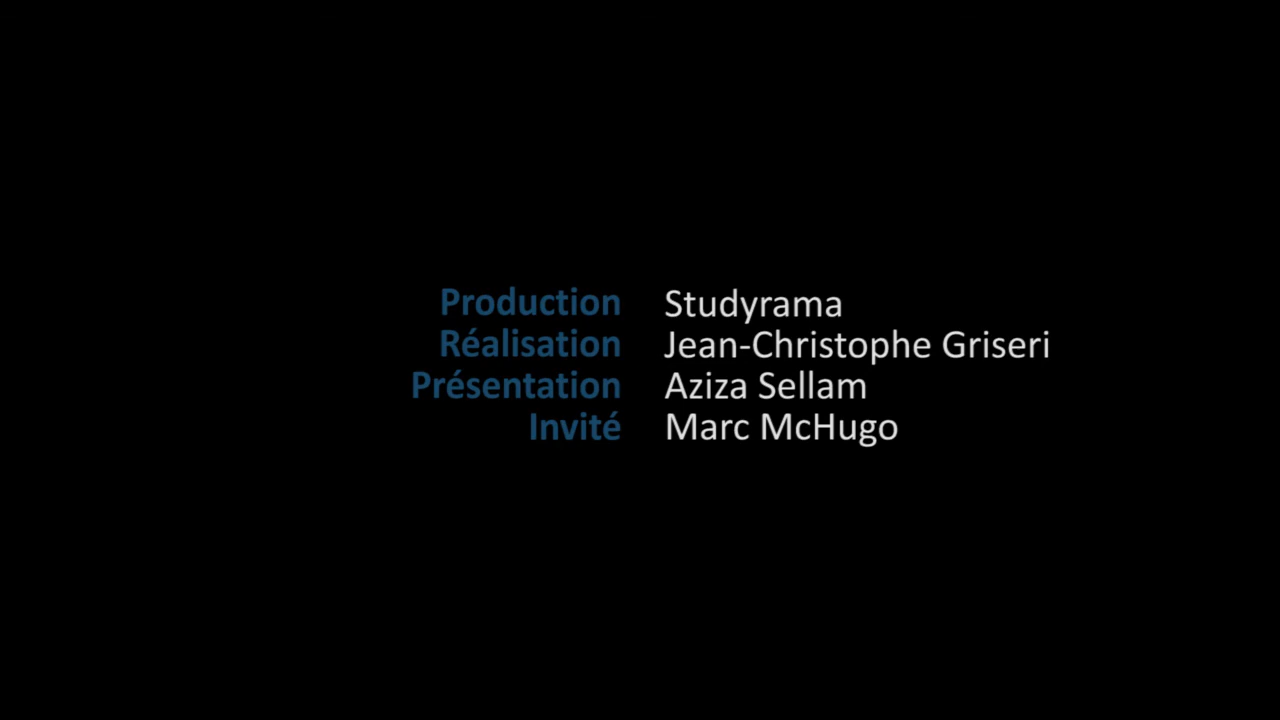 Production Studyrama
Réalisation Jean-Christophe Griseri
Présentation Aziza Sellam
Invité Marc McHugo